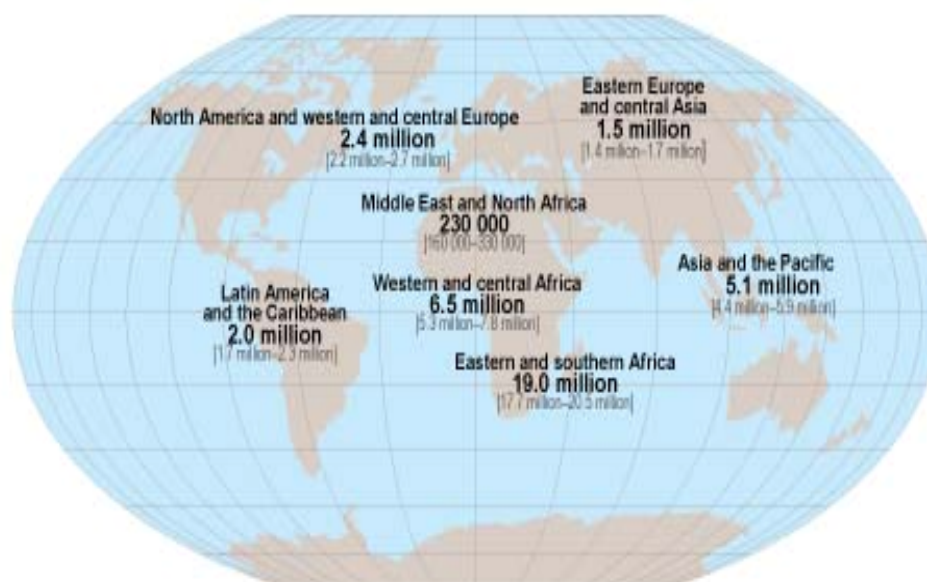 Eastern Europe
and central Asia
1.5 million
[1.4 million–1.7 million]
North America and western and central Europe
2.4 million
[2.2 million–2.7 million]
Middle East and North Africa
230 000
[160 000–330 000]
Asia and the Pacific
5.1 million
[4.4 million–5.9 million]
Western and central Africa
6.5 million
[5.3 million–7.8 million]
Latin America
and the Caribbean
2.0 million
[1.7 million–2.3 million]
Eastern and southern Africa
19.0 million
[17.7 million–20.5 million]